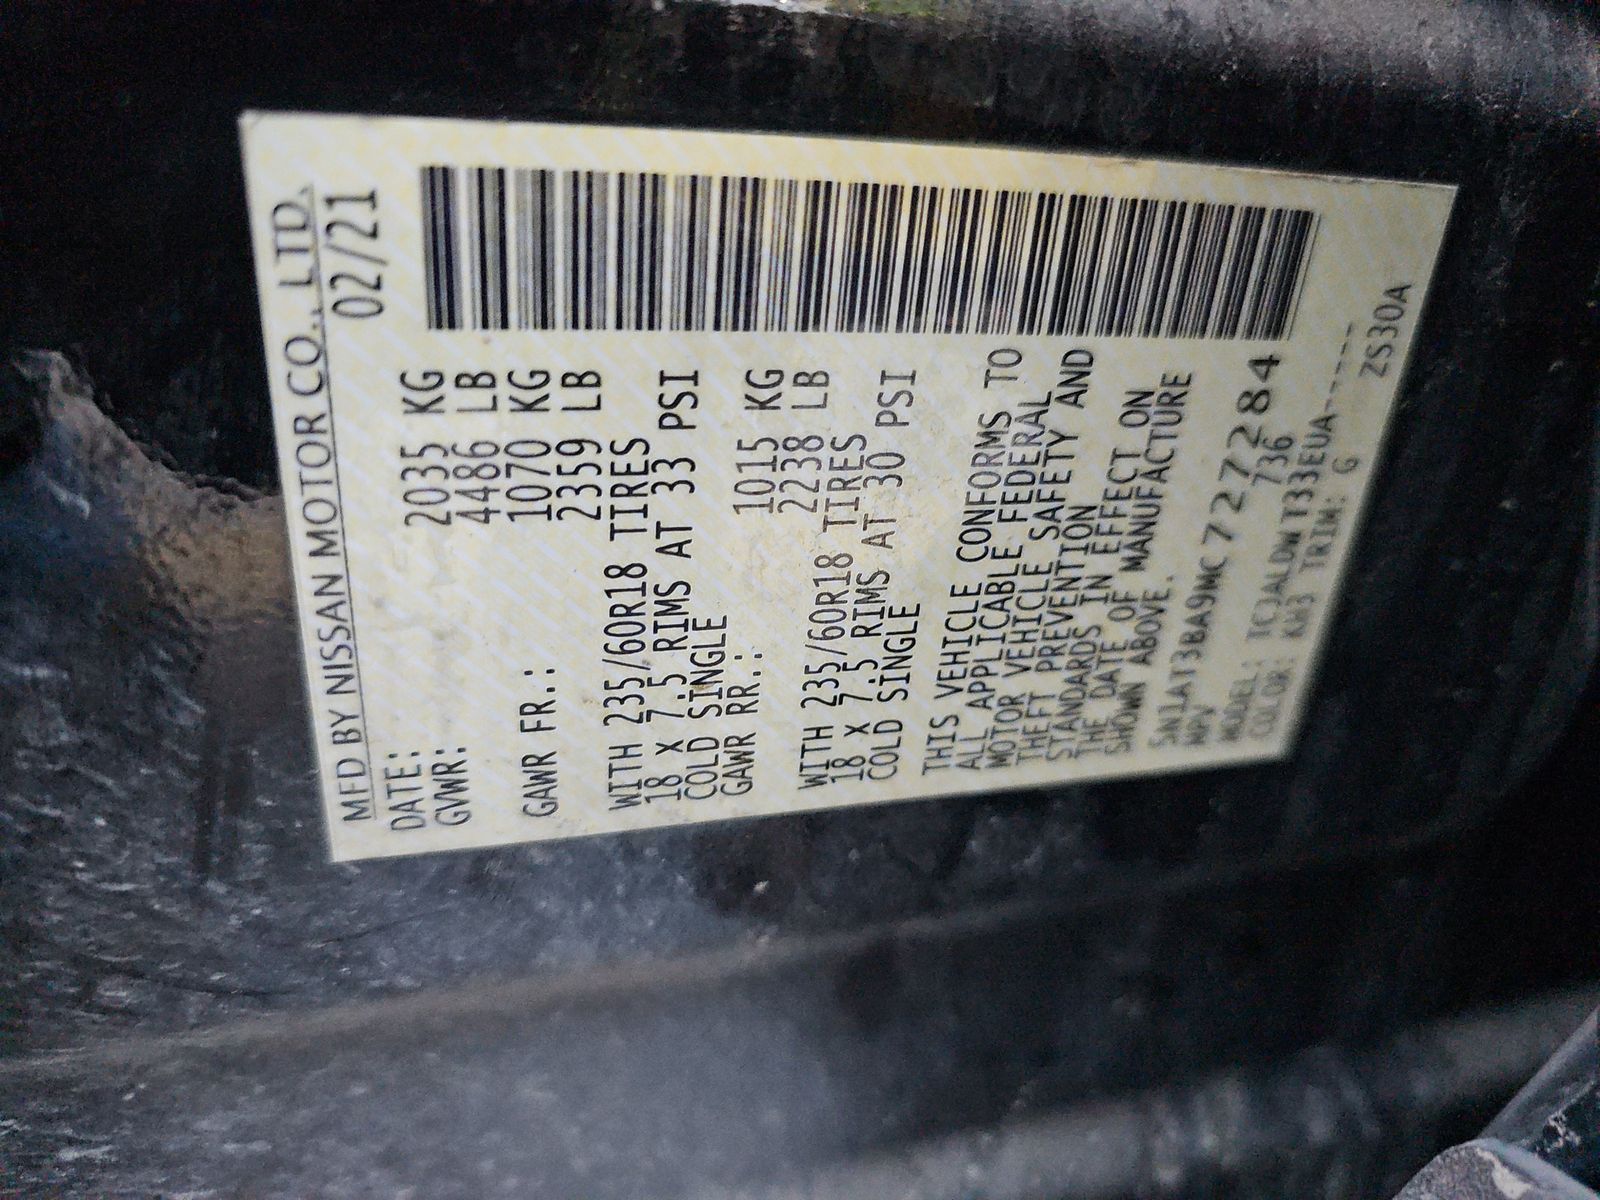 MFD BY NISSAN MOTOR CO., LTD.
DATE: 02/21
GVWR: 2035 KG
4486 LB
GAWR FR.: 1070 KG
2359 LB
WITH 235/60R18 TIRES
18 X 7.5 RIMS AT 33 PSI
COLD SINGLE
GAWR RR.: 1015 KG
2238 LB
WITH 235/60R18 TIRES
18 X 7.5 RIMS AT 30 PSI
COLD SINGLE
THIS VEHICLE CONFORMS TO
ALL APPLICABLE FEDERAL
MOTOR VEHICLE SAFETY AND
THEFT PREVENTION
STANDARDS IN EFFECT ON
THE DATE OF MANUFACTURE
SHOWN ABOVE.
5N1AT3BA9MC727284
MPV 736
MODEL: TCJALDWT33EUA------
COLOR: KH3 TRIM: G
ZS30A